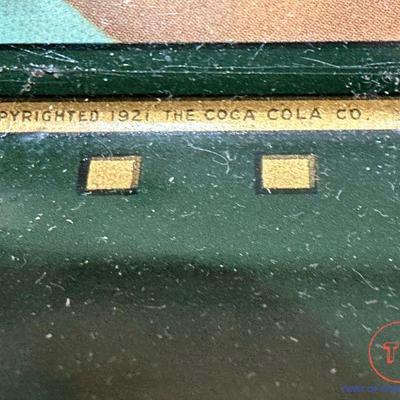 PYRIGHTED 1921 THE COCA COLA CO.
T